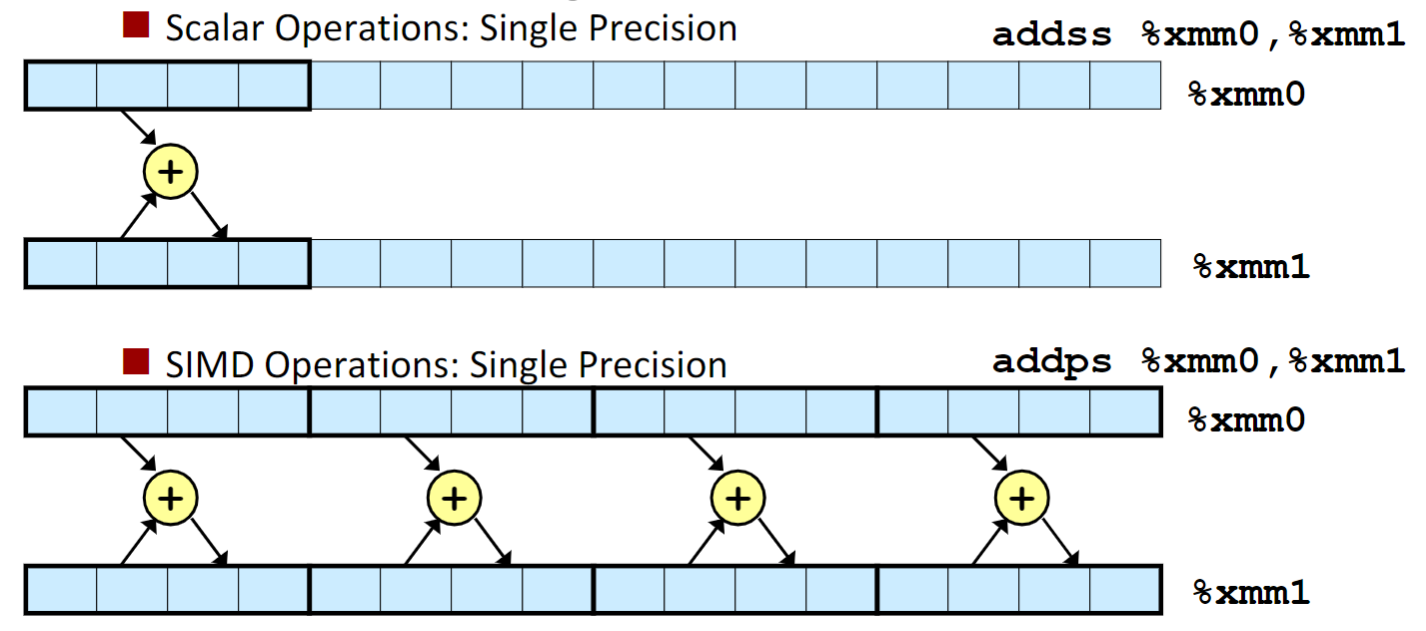 ■ Scalar Operations: Single Precision addss %xmm0,%xmm1
%xmm0
+
%xmm1
■ SIMD Operations: Single Precision addps %xmm0,%xmm1
%xmm0
+ + + +
%xmm1